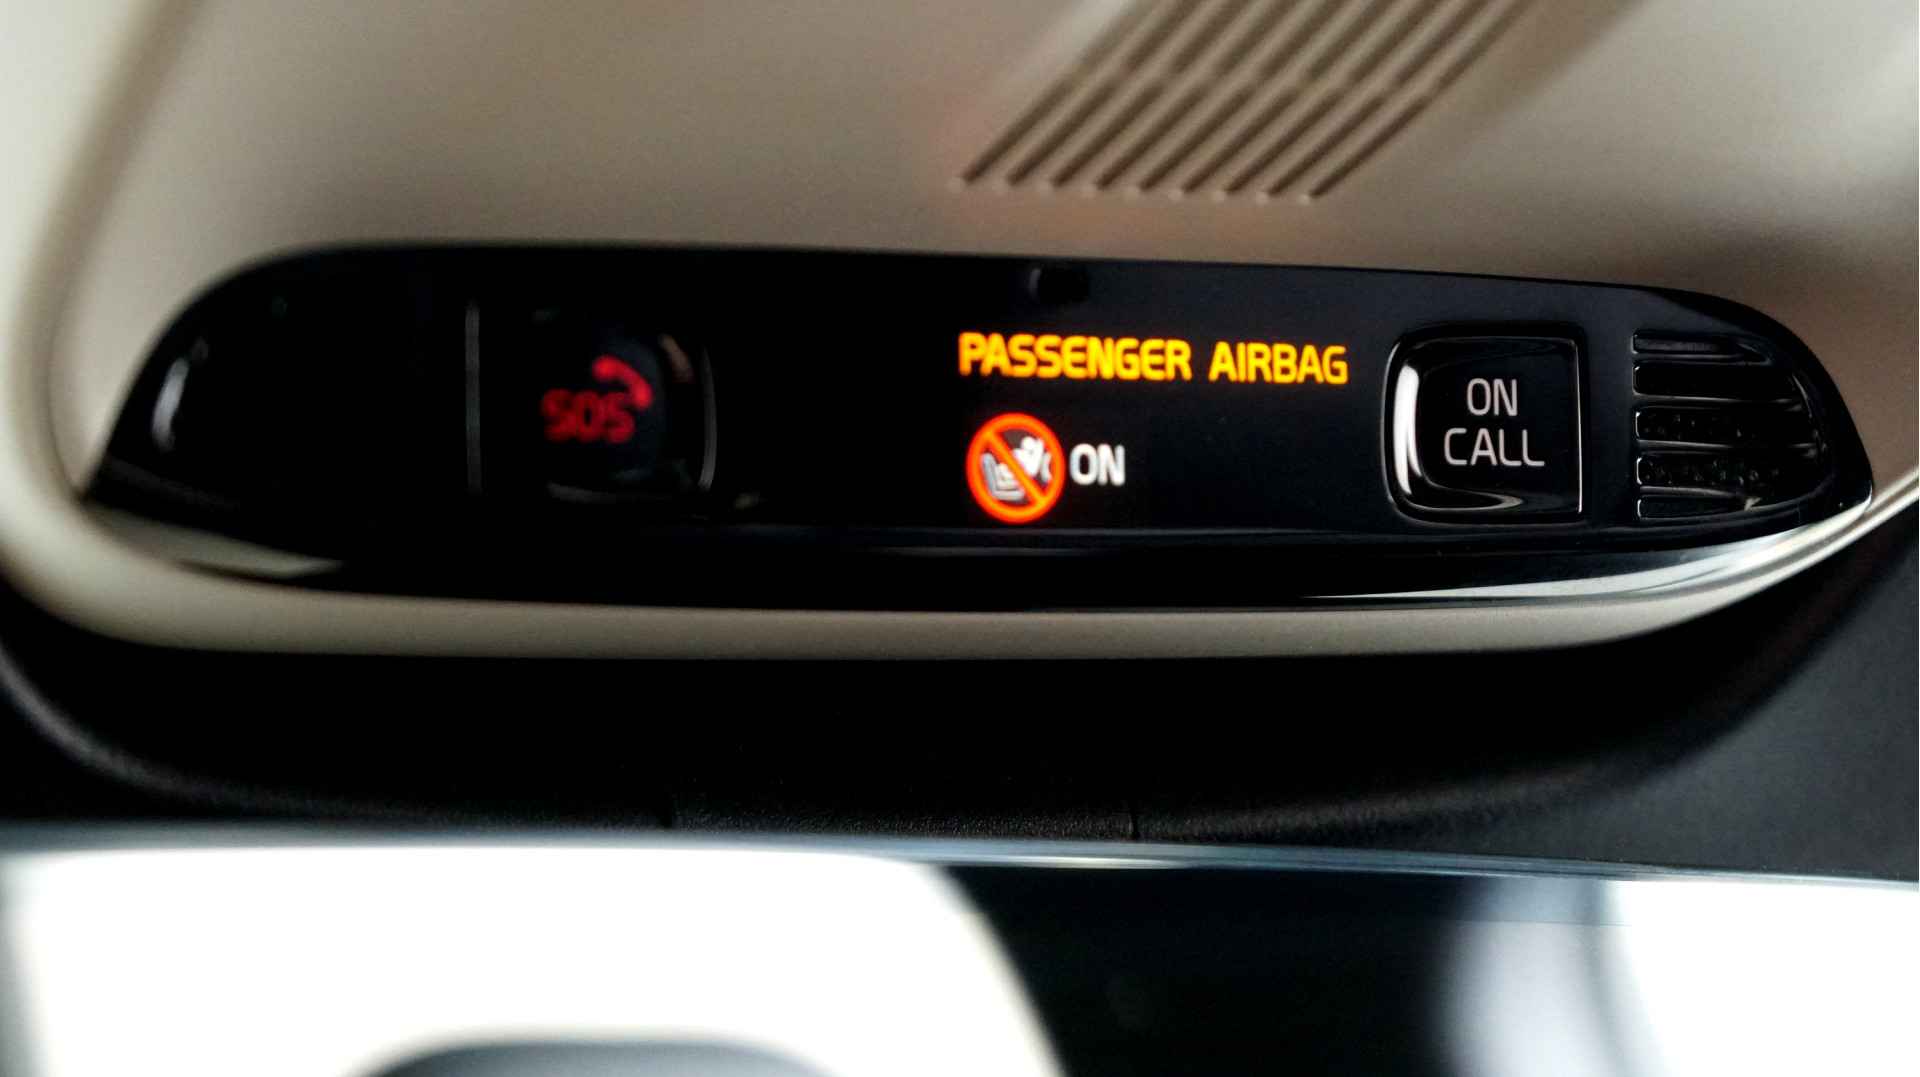 SOS
PASSENGER AIRBAG
ON
ON
CALL